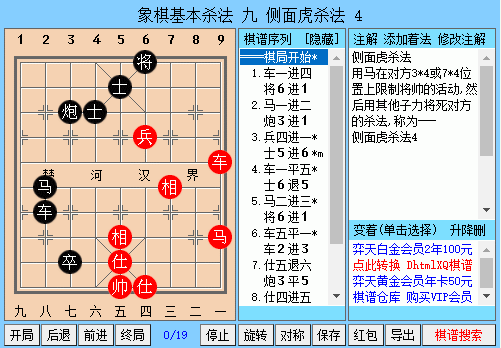 象棋基本杀法 九 侧面虎杀法 4
1 2 3 4 5 6 7 8 9
将
士
炮 士
兵
车
楚 河 汉 界
马 相
车
相 马
卒 仕
帅 仕
九 八 七 六 五 四 三 二 一
棋谱序列 [隐藏]
===棋局开始*
1.车一进四
将6进1
2.马一进二
炮3进1
3.兵四进一*
士5进6*m
4.车一平五*
士6退5
5.马二进三*
将6进1
6.车五平一*
车2进3
7.仕五退六
炮3平5
8.仕四进五
注解 添加着法 修改注解
侧面虎杀法
用马在对方3*4或7*4位
置上限制将帅的活动,然
后用其他子力将死对方
的杀法,称为——
侧面虎杀法4
变着(单击选择) 升降删
弈天白金会员2年100元
点此转换 DhtmlXQ棋谱
弈天黄金会员年卡50元
棋谱仓库 购买VIP会员
开局 后退 前进 终局 0/19 停止 旋转 对称 保存 红包 导出 棋谱搜索